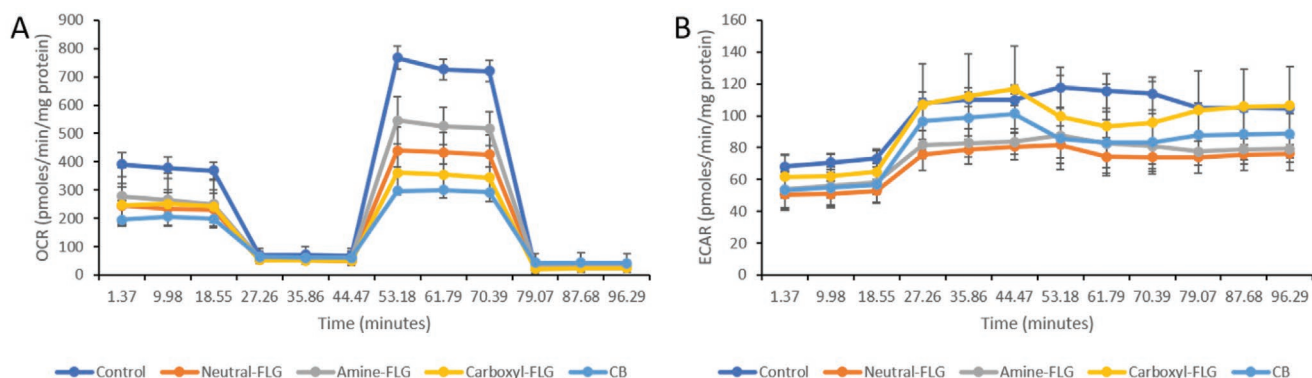 A
OCR (pmoles/min/mg protein)
900
800
700
600
500
400
300
200
100
0
1.37 9.98 18.55 27.26 35.86 44.47 53.18 61.79 70.39 79.07 87.68 96.29
Time (minutes)
Control Neutral-FLG Amine-FLG Carboxyl-FLG CB
B
ECAR (pmoles/min/mg protein)
160
140
120
100
80
60
40
20
0
1.37 9.98 18.55 27.26 35.86 44.47 53.18 61.79 70.39 79.07 87.68 96.29
Time (minutes)
Control Neutral-FLG Amine-FLG Carboxyl-FLG CB